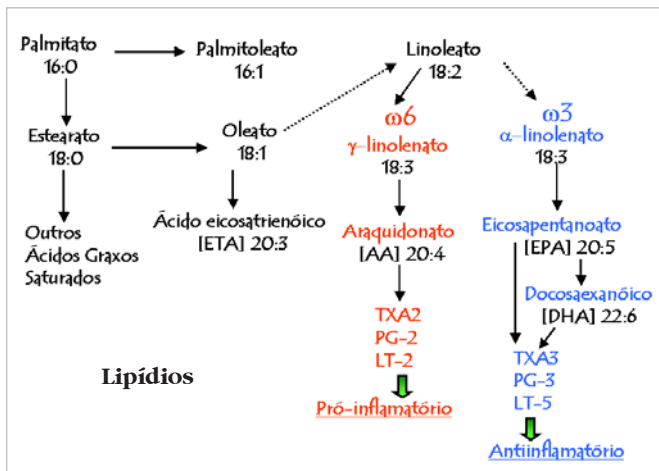 Palmitato
16:0
Palmitoleato
16:1
Linoleato
18:2
Estearato
18:0
Oleato
18:1
ω6
γ-linolenato
18:3
ω3
α-linolenato
18:3
Outros
Ácidos Graxos
Saturados
Ácido eicosatrienóico
[ETA] 20:3
Araquidonato
[AA] 20:4
Eicosapentanoato
[EPA] 20:5
Docosaexanóico
[DHA] 22:6
TXA2
PG-2
LT-2
TXA3
PG-3
LT-5
Lipídios
Pró-inflamatório
Antiinflamatório